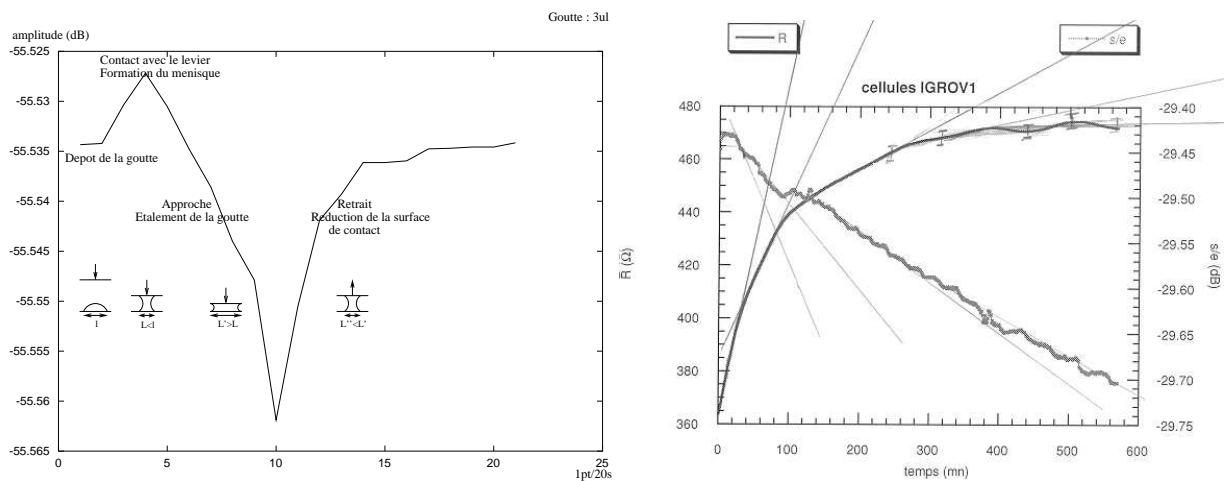 Goutte : 3ul
amplitude (dB)
-55.525
Contact avec le levier
Formation du menisque
-55.53
-55.535
Depot de la goutte
-55.54
Approche
Etalement de la goutte
Retrait
Reduction de la surface
de contact
-55.545
-55.55
l
L<l
L'>L
L''<L'
-55.555
-55.56
-55.565
0
5
10
15
20
25
1pt/20s
R
s/e
cellules IGROV1
480
460
440
420
400
380
360
R (Ω)
-29.40
-29.45
-29.50
-29.55
-29.60
-29.65
-29.70
-29.75
s/e (dB)
0
100
200
300
400
500
600
temps (mn)